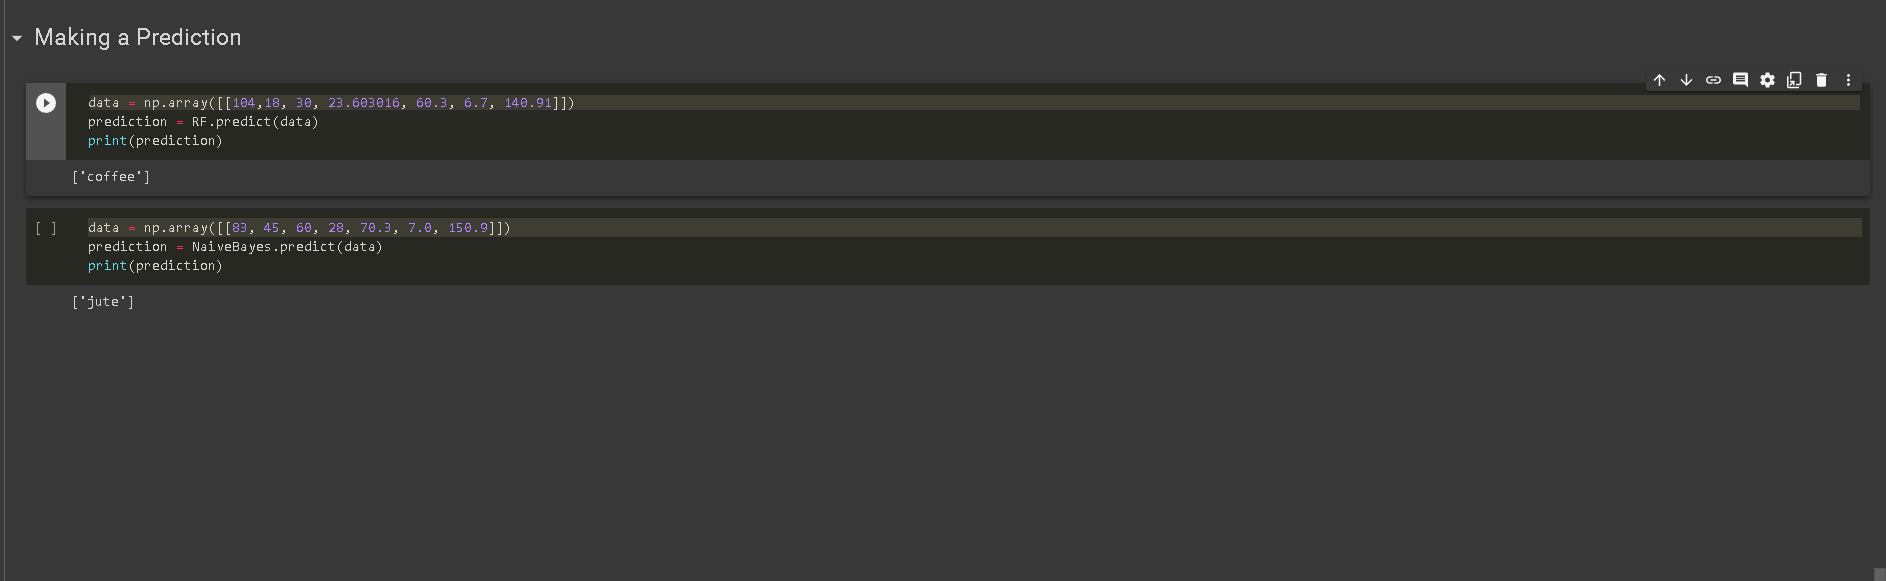 Making a Prediction
data = np.array([[104,18, 30, 23.603016, 60.3, 6.7, 140.91]])
prediction = RF.predict(data)
print(prediction)
['coffee']
[ ]
data = np.array([[83, 45, 60, 28, 70.3, 7.0, 150.9]])
prediction = NaiveBayes.predict(data)
print(prediction)
['jute']